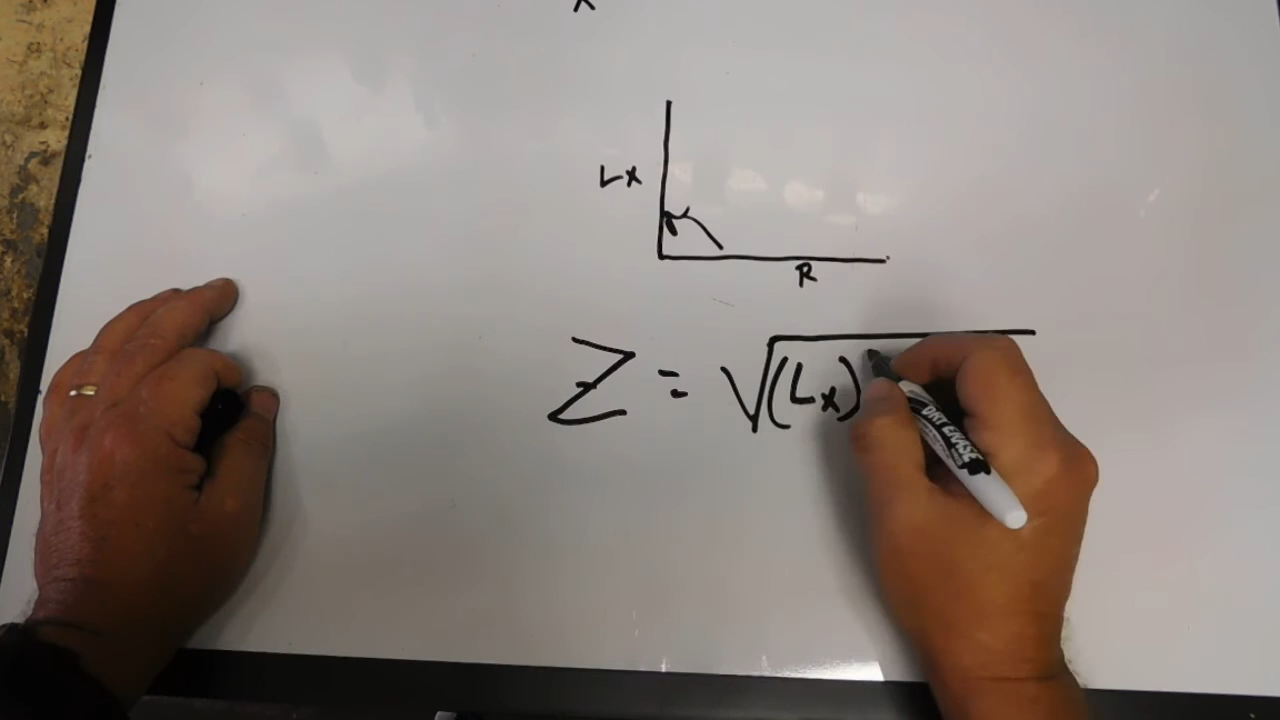 x
Lx
R
Z = √(Lx)
DRY ERASE